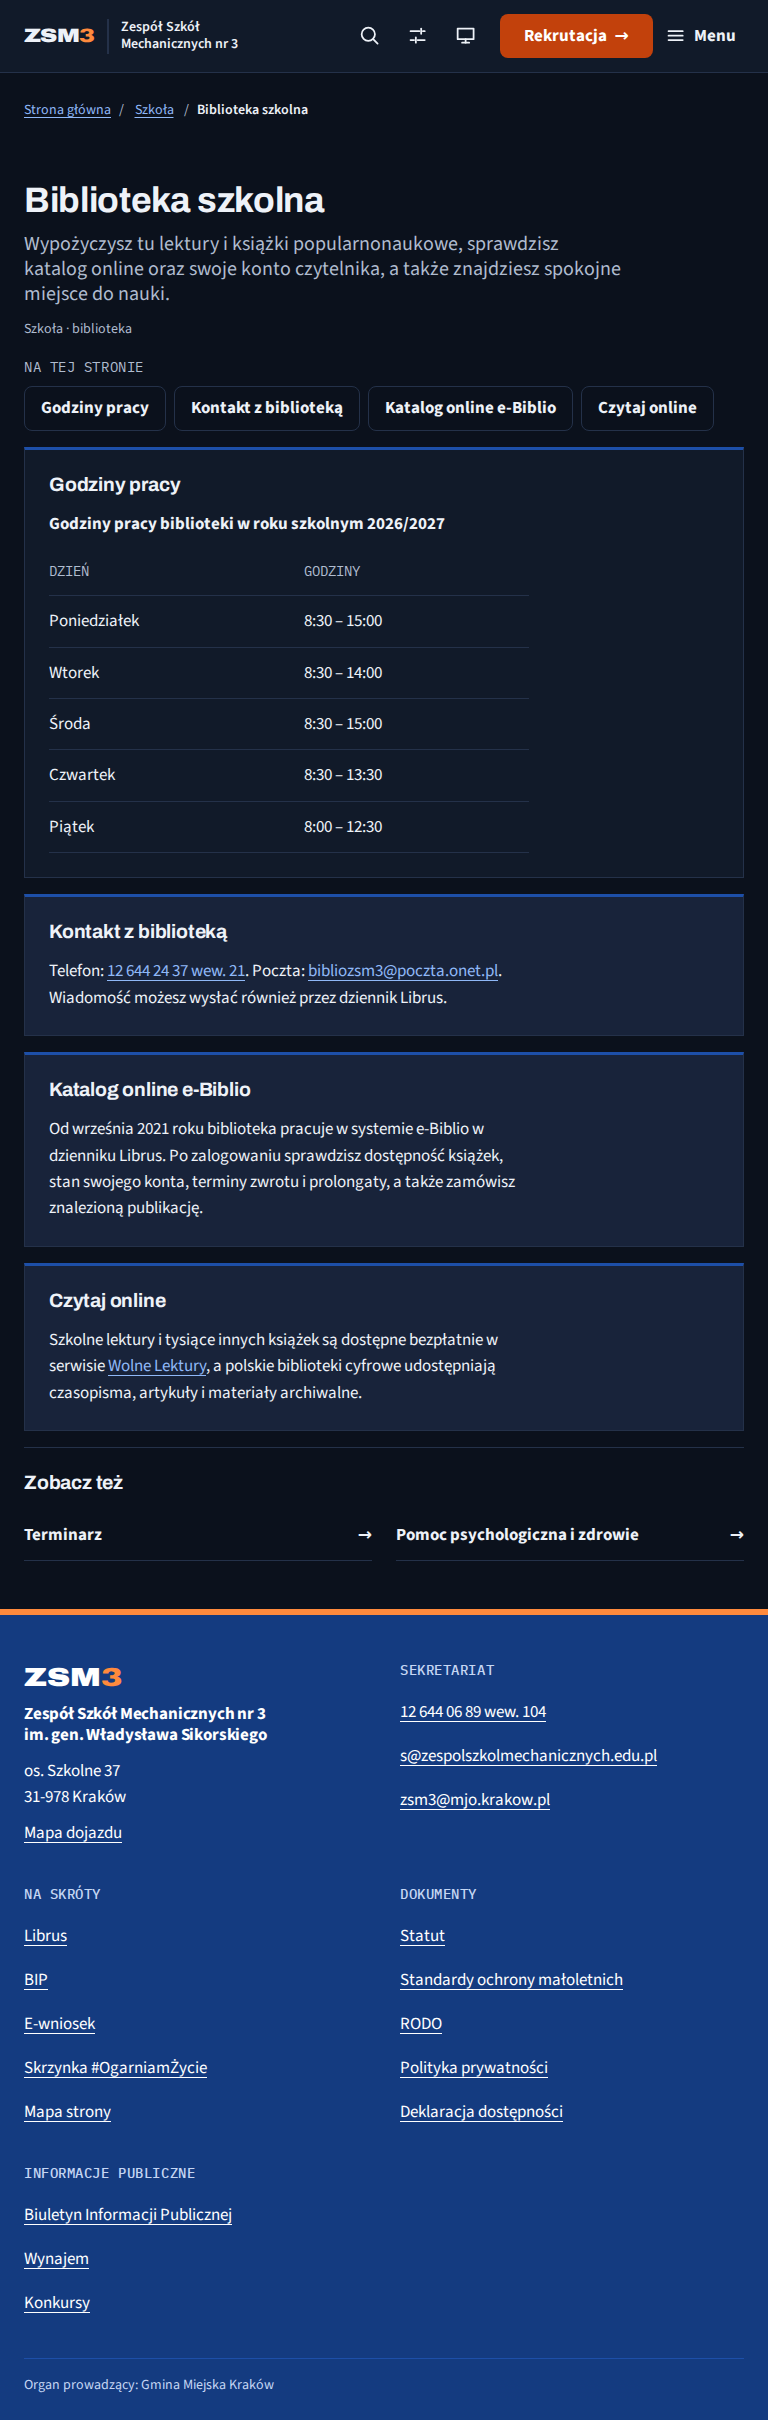 ZSM3
Zespół Szkół
Mechanicznych nr 3
Rekrutacja →
Menu
Strona główna / Szkoła / Biblioteka szkolna
Biblioteka szkolna
Wypożyczysz tu lektury i książki popularnonaukowe, sprawdzisz
katalog online oraz swoje konto czytelnika, a także znajdziesz spokojne
miejsce do nauki.
Szkoła · biblioteka
NA TEJ STRONIE
Godziny pracy
Kontakt z biblioteką
Katalog online e-Biblio
Czytaj online
Godziny pracy
Godziny pracy biblioteki w roku szkolnym 2026/2027
DZIEŃ GODZINY
Poniedziałek 8:30 – 15:00
Wtorek 8:30 – 14:00
Środa 8:30 – 15:00
Czwartek 8:30 – 13:30
Piątek 8:00 – 12:30
Kontakt z biblioteką
Telefon: 12 644 24 37 wew. 21. Poczta: bibliozsm3@poczta.onet.pl.
Wiadomość możesz wysłać również przez dziennik Librus.
Katalog online e-Biblio
Od września 2021 roku biblioteka pracuje w systemie e-Biblio w
dzienniku Librus. Po zalogowaniu sprawdzisz dostępność książek,
stan swojego konta, terminy zwrotu i prolongaty, a także zamówisz
znalezioną publikację.
Czytaj online
Szkolne lektury i tysiące innych książek są dostępne bezpłatnie w
serwisie Wolne Lektury, a polskie biblioteki cyfrowe udostępniają
czasopisma, artykuły i materiały archiwalne.
Zobacz też
Terminarz →
Pomoc psychologiczna i zdrowie →
ZSM3
Zespół Szkół Mechanicznych nr 3
im. gen. Władysława Sikorskiego
os. Szkolne 37
31-978 Kraków
Mapa dojazdu
SEKRETARIAT
12 644 06 89 wew. 104
s@zespolszkolmechanicznych.edu.pl
zsm3@mjo.krakow.pl
NA SKRÓTY
Librus
BIP
E-wniosek
Skrzynka #OgarniamŻycie
Mapa strony
DOKUMENTY
Statut
Standardy ochrony małoletnich
RODO
Polityka prywatności
Deklaracja dostępności
INFORMACJE PUBLICZNE
Biuletyn Informacji Publicznej
Wynajem
Konkursy
Organ prowadzący: Gmina Miejska Kraków